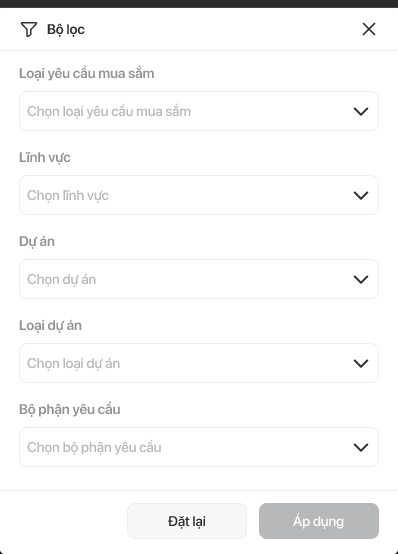 Bộ lọc
Loại yêu cầu mua sắm
Chọn loại yêu cầu mua sắm
Lĩnh vực
Chọn lĩnh vực
Dự án
Chọn dự án
Loại dự án
Chọn loại dự án
Bộ phận yêu cầu
Chọn bộ phận yêu cầu
Đặt lại
Áp dụng